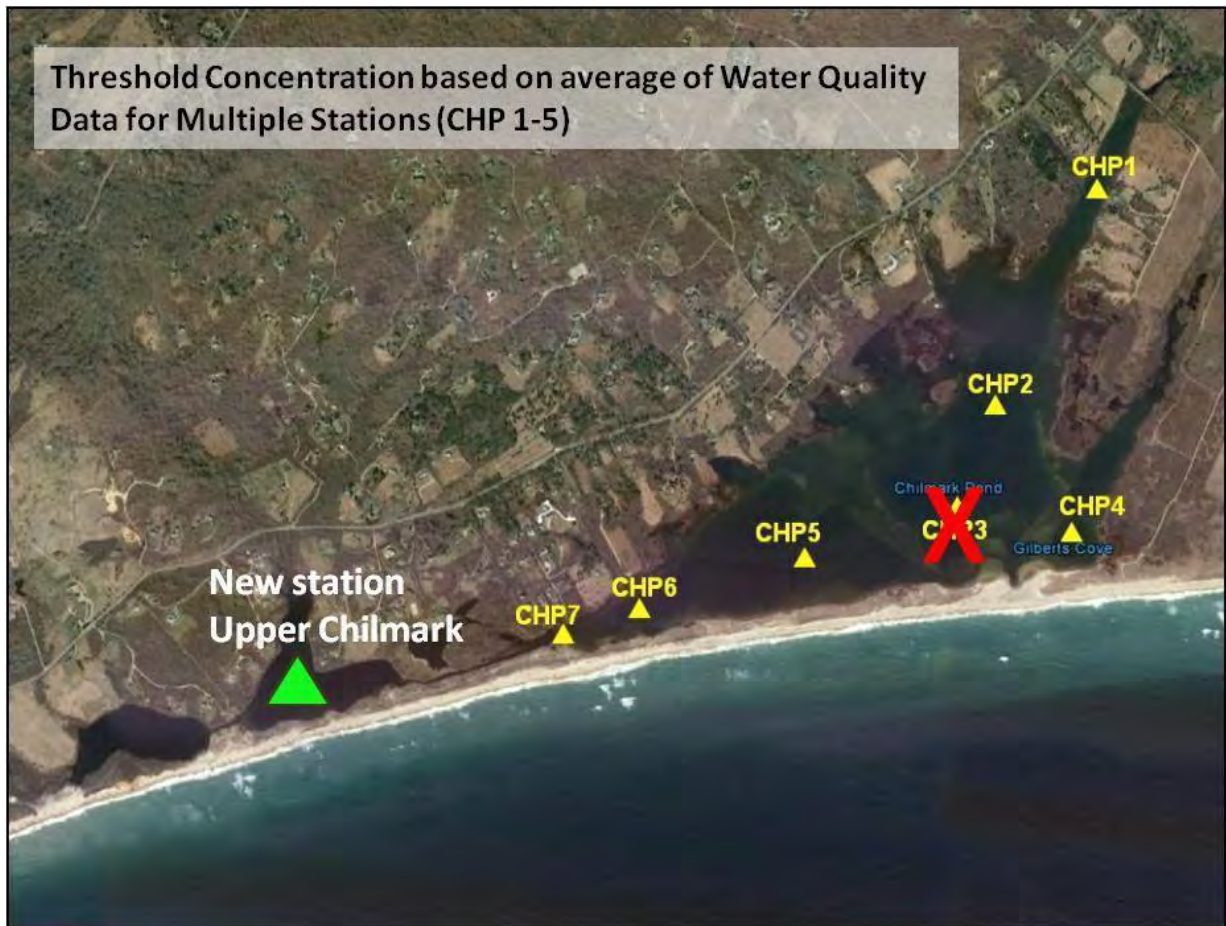 Threshold Concentration based on average of Water Quality
Data for Multiple Stations (CHP 1-5)
CHP1
CHP2
Chilmark Pond
CHP3
CHP4
Gilberts Cove
CHP5
CHP6
CHP7
New station
Upper Chilmark